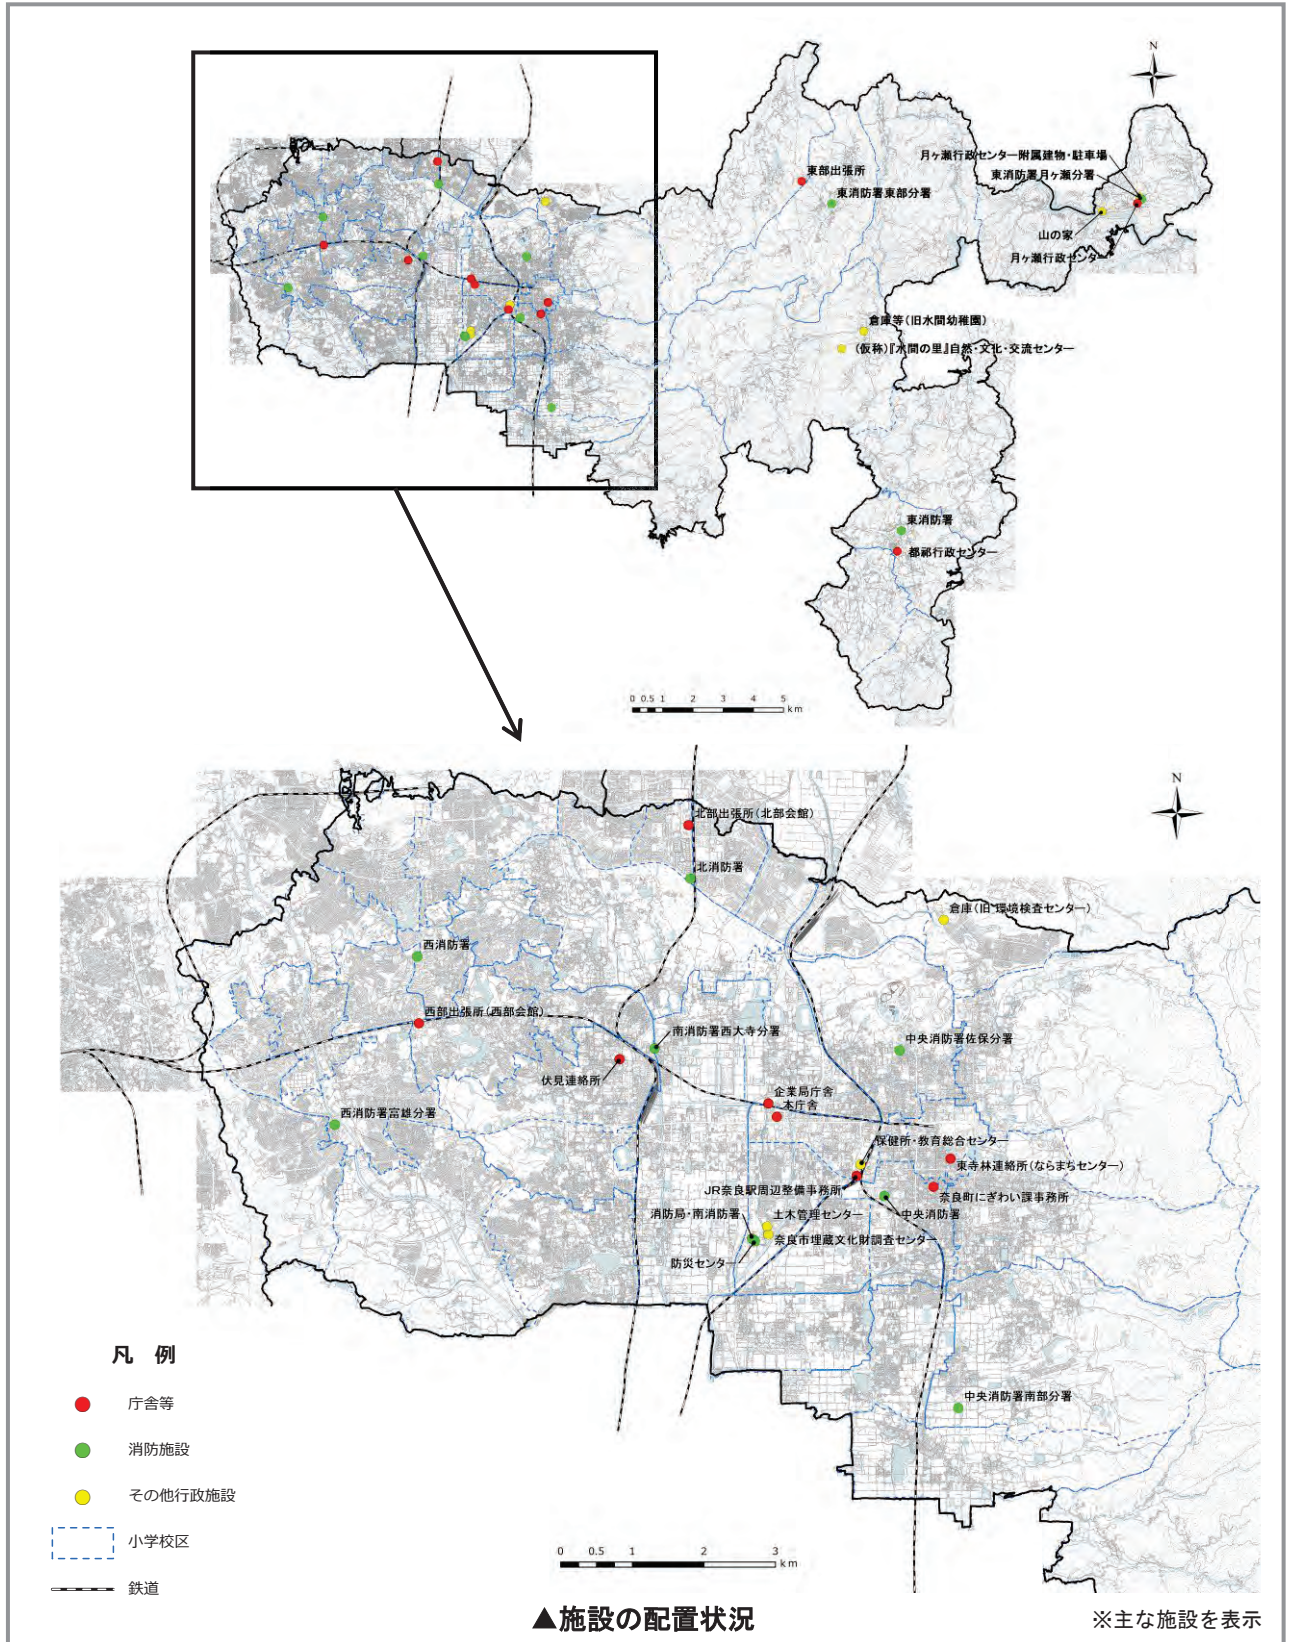 N
月ヶ瀬行政センター附属建物・駐車場
東消防署月ヶ瀬分署
東部出張所
東消防署東部分署
山の家
月ヶ瀬行政センター
倉庫等(旧水間幼稚園)
(仮称)『水間の里』自然・文化・交流センター
東消防署
都祁行政センター
0 0.5 1 2 3 4 5
km
N
北部出張所(北部会館)
北消防署
倉庫(旧環境検査センター)
西消防署
西部出張所(西部会館)
南消防署西大寺分署
中央消防署佐保分署
伏見連絡所
企業局庁舎
本庁舎
西消防署富雄分署
保健所・教育総合センター
東寺林連絡所(ならまちセンター)
JR奈良駅周辺整備事務所
奈良町にぎわい課事務所
消防局・南消防署
土木管理センター
中央消防署
奈良市埋蔵文化財調査センター
防災センター
中央消防署南部分署
凡 例
庁舎等
消防施設
その他行政施設
小学校区
鉄道
0 0.5 1 2 3
km
▲施設の配置状況
※主な施設を表示